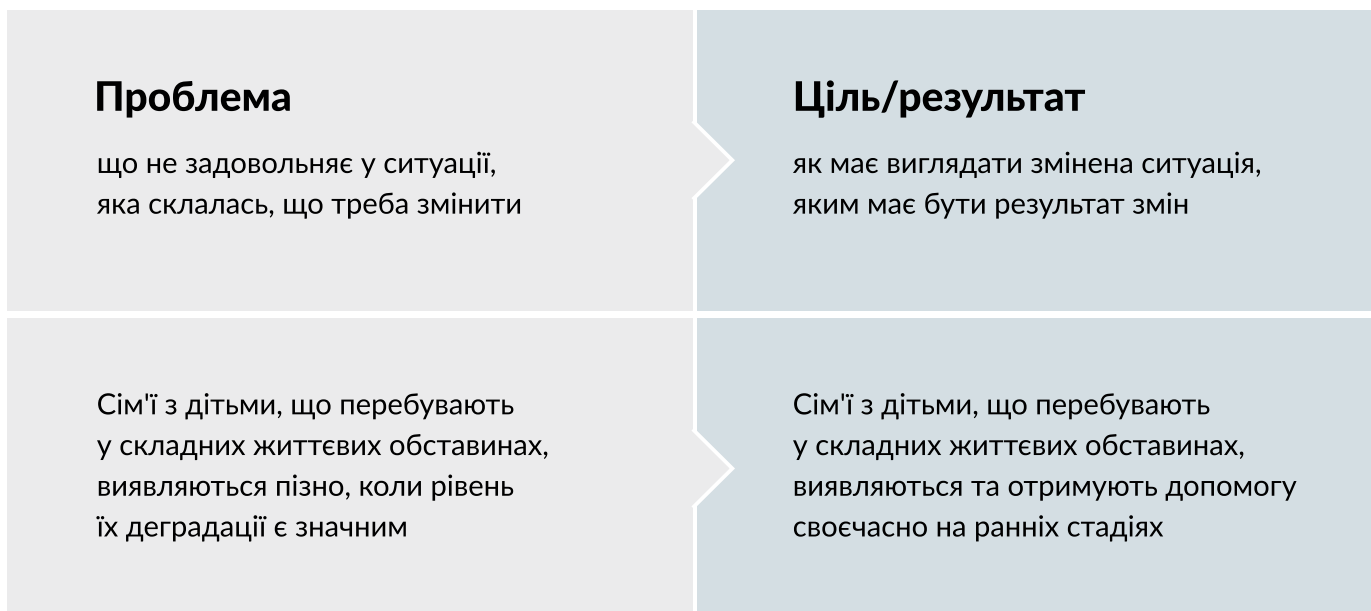 Проблема
що не задовольняє у ситуації,
яка склалась, що треба змінити
Ціль/результат
як має виглядати змінена ситуація,
яким має бути результат змін
Сім'ї з дітьми, що перебувають
у складних життєвих обставинах,
виявляються пізно, коли рівень
їх деградації є значним
Сім'ї з дітьми, що перебувають
у складних життєвих обставинах,
виявляються та отримують допомогу
своєчасно на ранніх стадіях